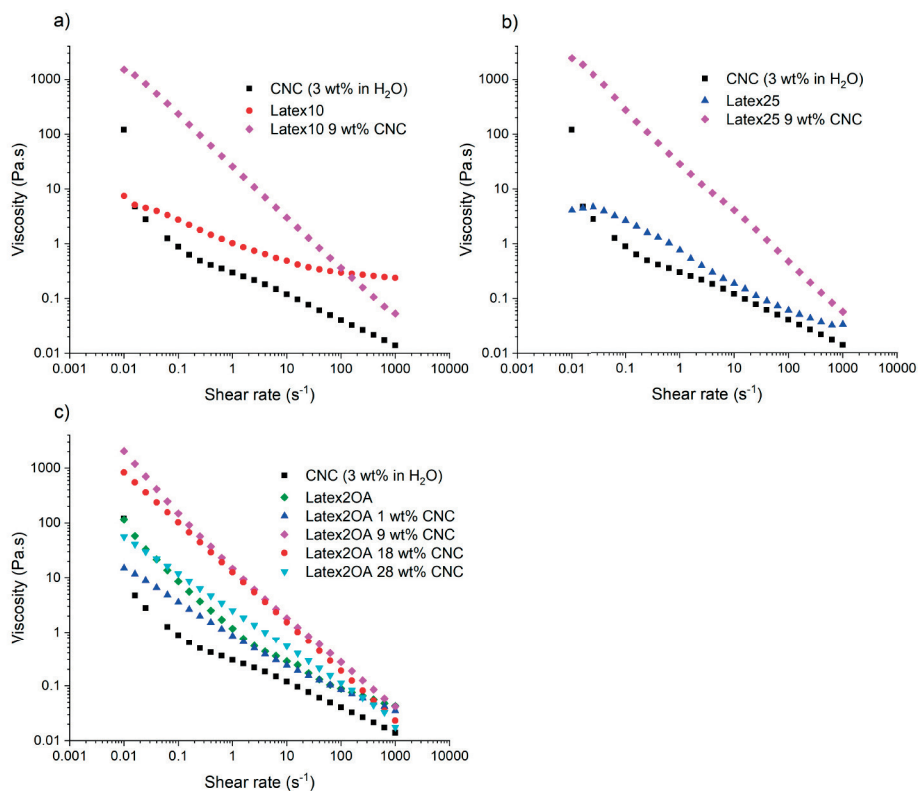 a)
CNC (3 wt% in H₂O)
Latex10
Latex10 9 wt% CNC
Viscosity (Pa.s)
1000
100
10
1
0.1
0.01
0.001 0.01 0.1 1 10 100 1000 10000
Shear rate (s⁻¹)
b)
CNC (3 wt% in H₂O)
Latex25
Latex25 9 wt% CNC
Viscosity (Pa.s)
1000
100
10
1
0.1
0.01
0.001 0.01 0.1 1 10 100 1000 10000
Shear rate (s⁻¹)
c)
CNC (3 wt% in H₂O)
Latex2OA
Latex2OA 1 wt% CNC
Latex2OA 9 wt% CNC
Latex2OA 18 wt% CNC
Latex2OA 28 wt% CNC
Viscosity (Pa.s)
1000
100
10
1
0.1
0.01
0.001 0.01 0.1 1 10 100 1000 10000
Shear rate (s⁻¹)